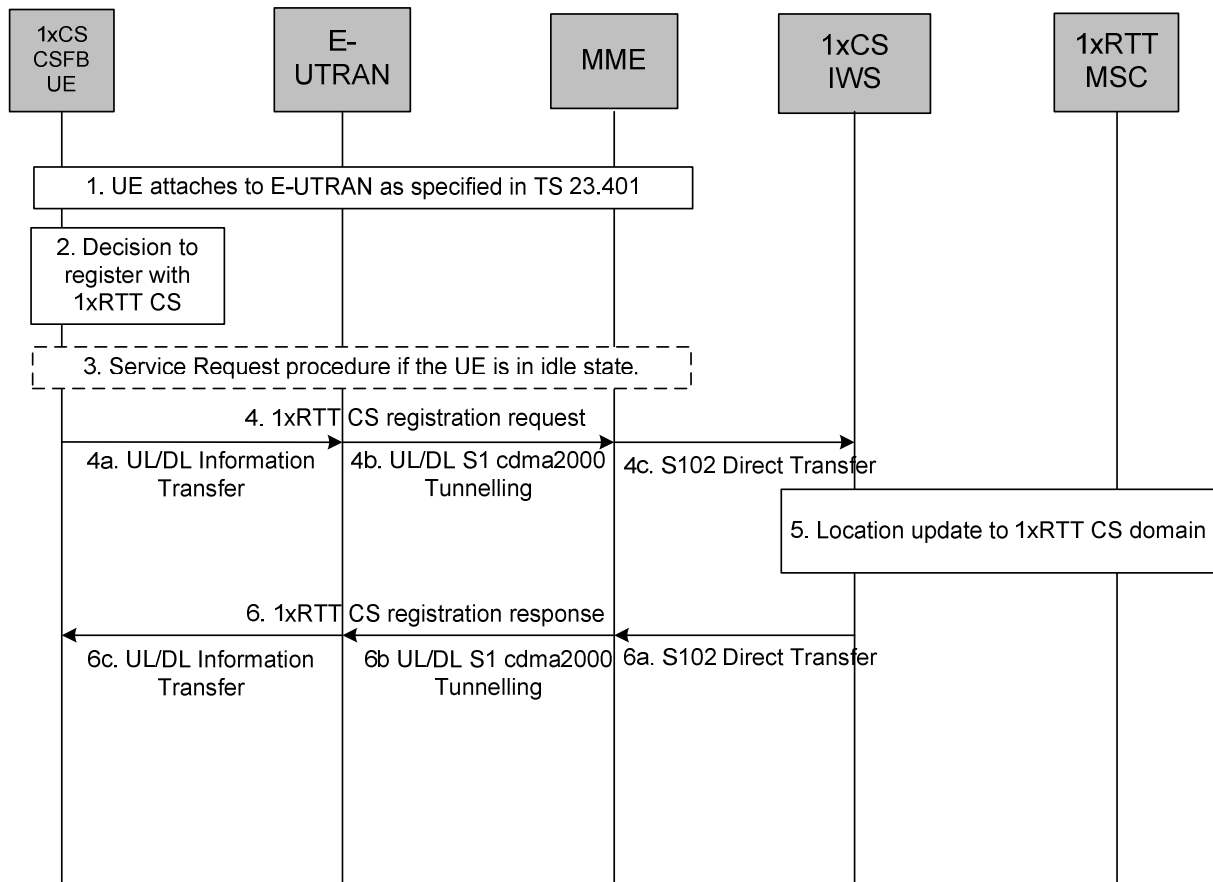 1xCS
CSFB
UE
E-
UTRAN
MME
1xCS
IWS
1xRTT
MSC
1. UE attaches to E-UTRAN as specified in TS 23.401
2. Decision to
register with
1xRTT CS
3. Service Request procedure if the UE is in idle state.
4. 1xRTT CS registration request
4a. UL/DL Information
Transfer
4b. UL/DL S1 cdma2000
Tunnelling
4c. S102 Direct Transfer
5. Location update to 1xRTT CS domain
6. 1xRTT CS registration response
6c. UL/DL Information
Transfer
6b UL/DL S1 cdma2000
Tunnelling
6a. S102 Direct Transfer